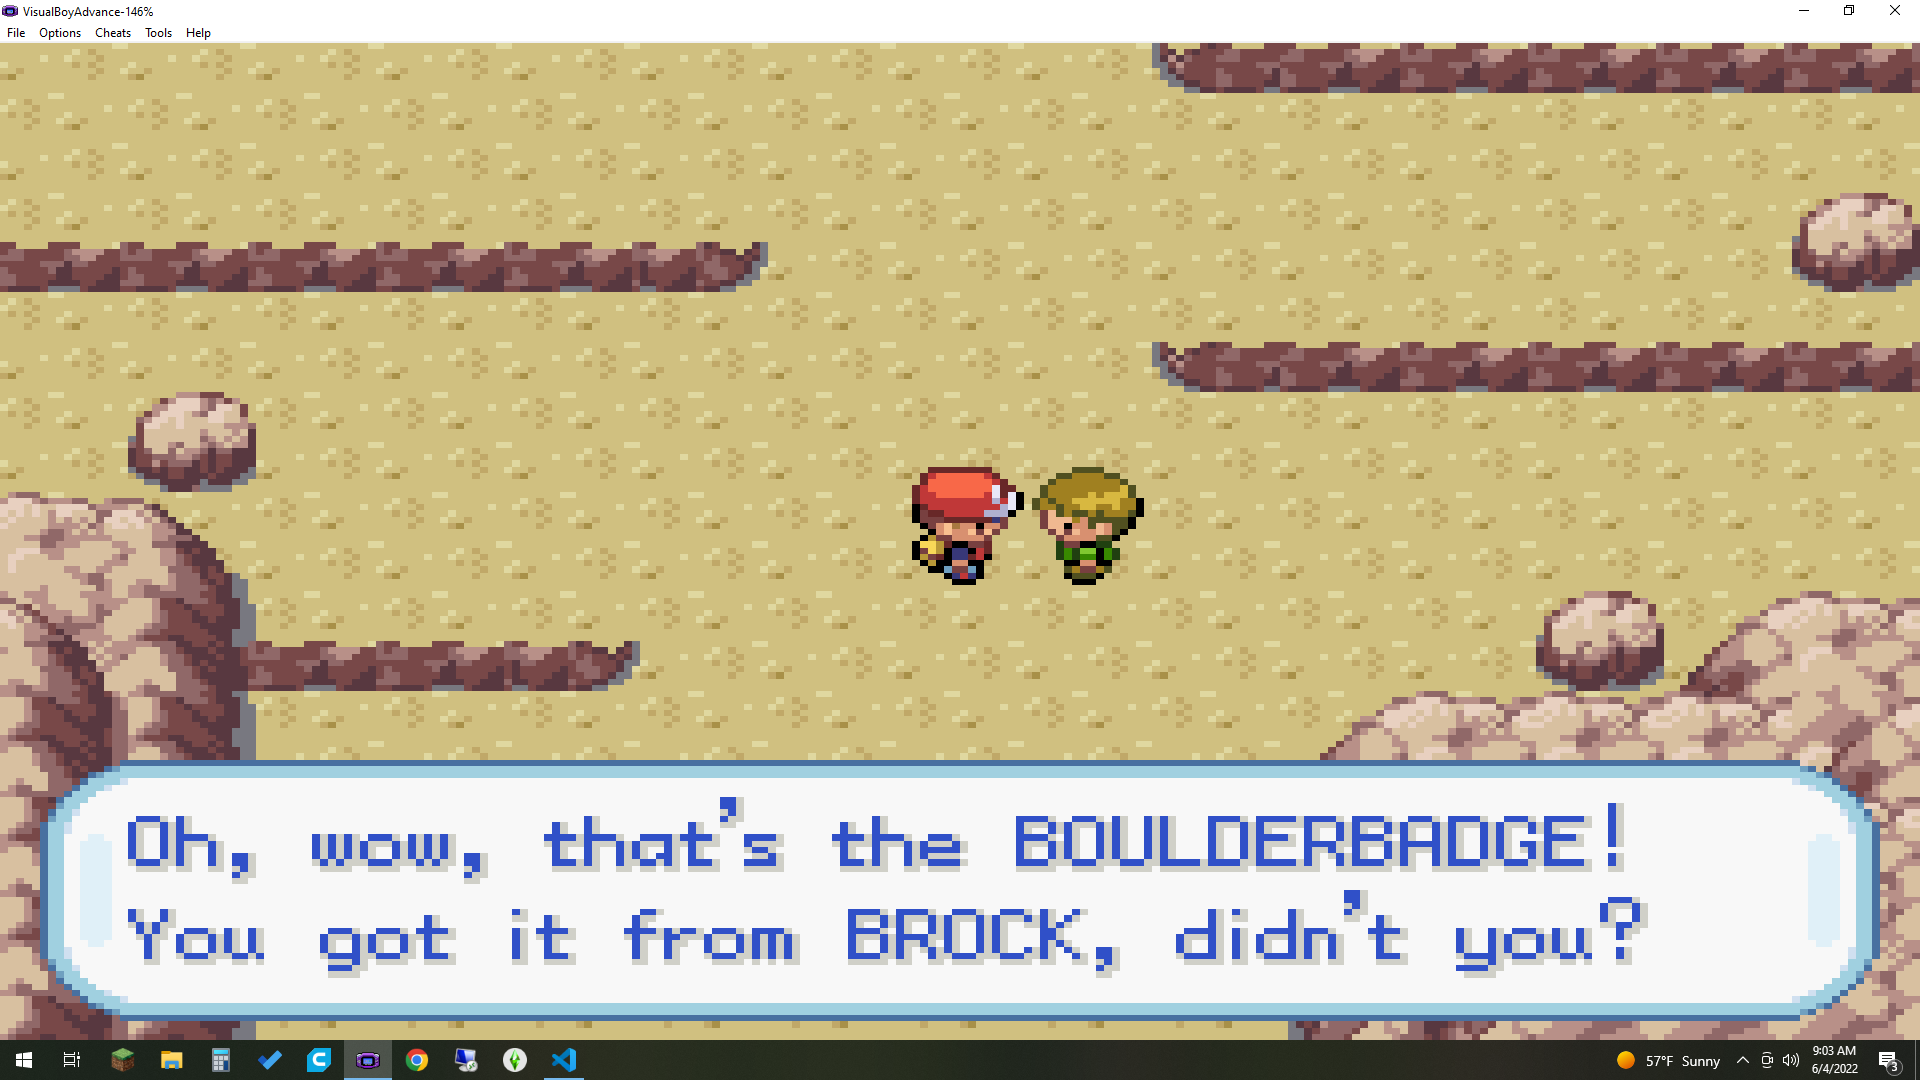 VisualBoyAdvance-146%
File Options Cheats Tools Help
Oh, wow, that's the BOULDERBADGE!
You got it from BROCK, didn't you?
57°F Sunny
9:03 AM
6/4/2022
3